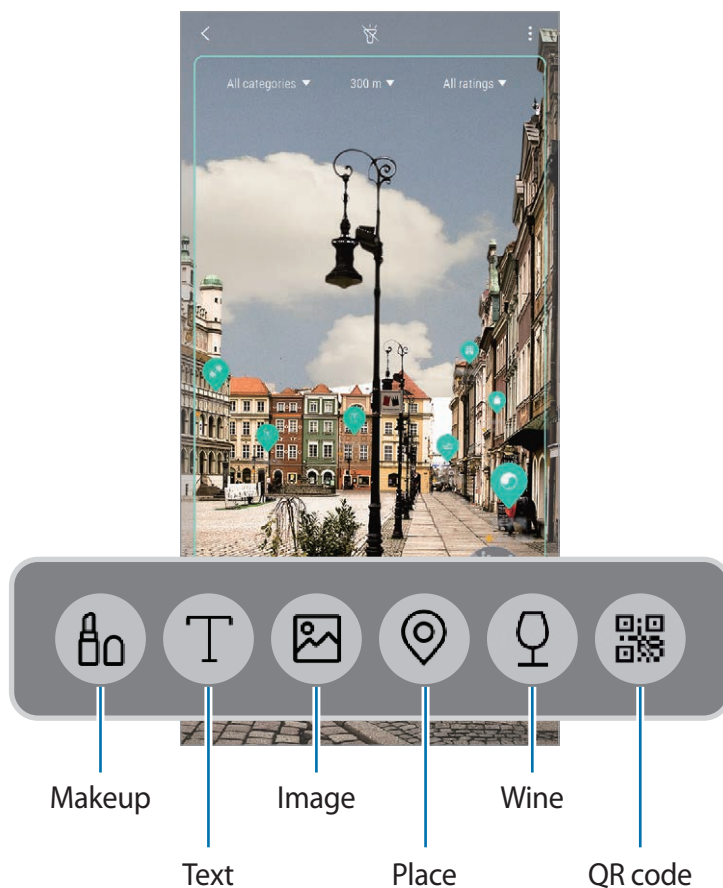 All categories ▼ 300 m ▼ All ratings ▼
Makeup Image Wine
Text Place QR code